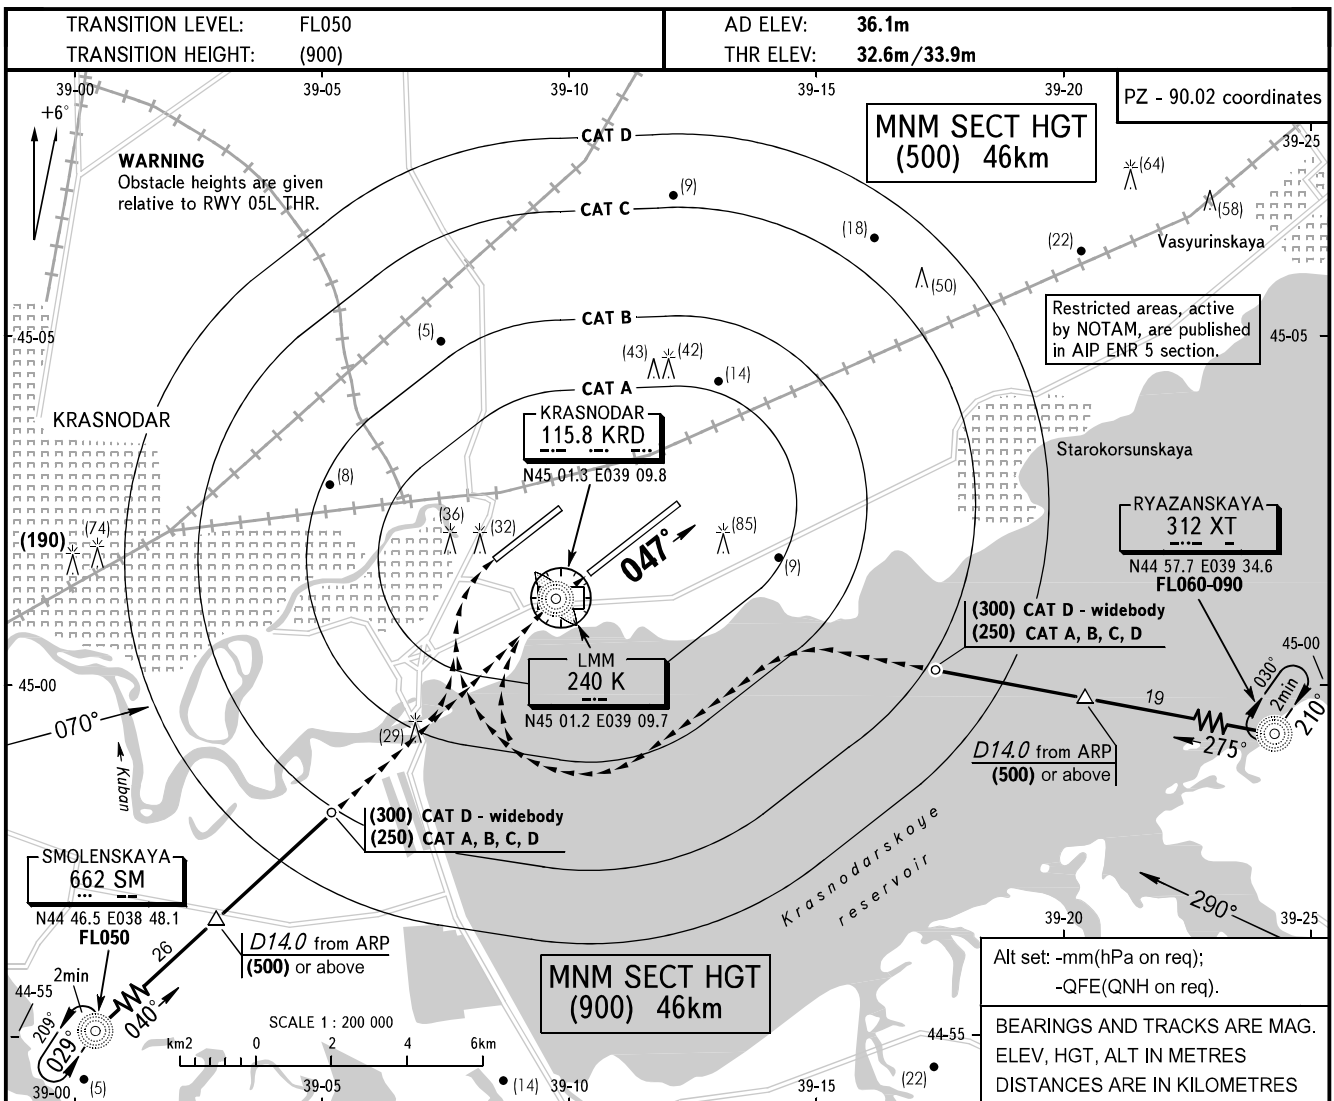 TRANSITION LEVEL: FL050
TRANSITION HEIGHT: (900)
AD ELEV: 36.1m
THR ELEV: 32.6m/33.9m
39-00
39-05
39-10
39-15
39-20
PZ - 90.02 coordinates
+6°
WARNING
Obstacle heights are given
relative to RWY 05L THR.
CAT D
MNM SECT HGT
(500) 46km
39-25
(64)
(9)
(58)
CAT C
(18)
(22)
Vasyurinskaya
(50)
Restricted areas, active
by NOTAM, are published
in AIP ENR 5 section.
45-05
(5)
CAT B
45-05
(43)
(42)
(14)
CAT A
KRASNODAR
KRASNODAR
115.8 KRD
N45 01.3 E039 09.8
Starokorsunskaya
(8)
RYAZANSKAYA
312 XT
N44 57.7 E039 34.6
FL060-090
(36)
(32)
(85)
(74)
(190)
047°
(9)
(300) CAT D - widebody
(250) CAT A, B, C, D
LMM
240 K
N45 01.2 E039 09.7
45-00
45-00
030°
2min
210°
19
275°
070°
(29)
D14.0 from ARP
(500) or above
Kuban
(300) CAT D - widebody
(250) CAT A, B, C, D
Krasnodarskoye
reservoir
SMOLENSKAYA
662 SM
N44 46.5 E038 48.1
FL050
290°
39-20
39-25
26
D14.0 from ARP
(500) or above
MNM SECT HGT
(900) 46km
Alt set: -mm(hPa on req);
-QFE(QNH on req).
2min
44-55
209°
029°
040°
SCALE 1 : 200 000
km2 0 2 4 6km
44-55
BEARINGS AND TRACKS ARE MAG.
ELEV, HGT, ALT IN METRES
DISTANCES ARE IN KILOMETRES
39-00
(5)
39-05
(14)
39-10
39-15
(22)